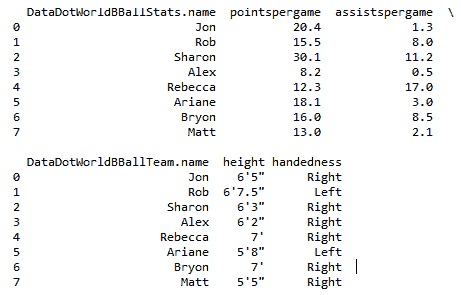 DataDotWorldBBallStats.name pointspergame assistspergame \
0 Jon 20.4 1.3
1 Rob 15.5 8.0
2 Sharon 30.1 11.2
3 Alex 8.2 0.5
4 Rebecca 12.3 17.0
5 Ariane 18.1 3.0
6 Bryon 16.0 8.5
7 Matt 13.0 2.1
DataDotWorldBBallTeam.name height handedness
0 Jon 6'5" Right
1 Rob 6'7.5" Left
2 Sharon 6'3" Right
3 Alex 6'2" Right
4 Rebecca 7' Right
5 Ariane 5'8" Left
6 Bryon 7' Right
7 Matt 5'5" Right